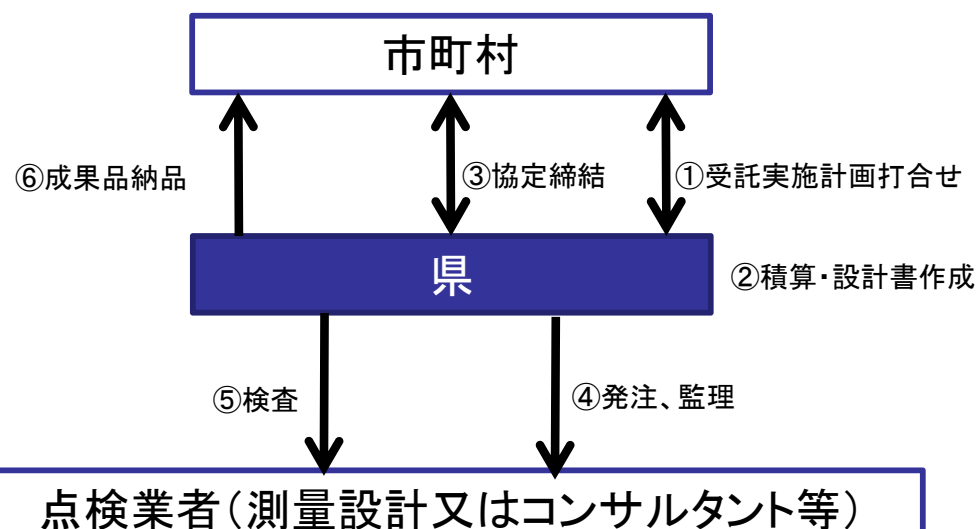 市町村
⑥成果品納品
③協定締結
①受託実施計画打合せ
県
②積算・設計書作成
⑤検査
④発注、監理
点検業者(測量設計又はコンサルタント等)